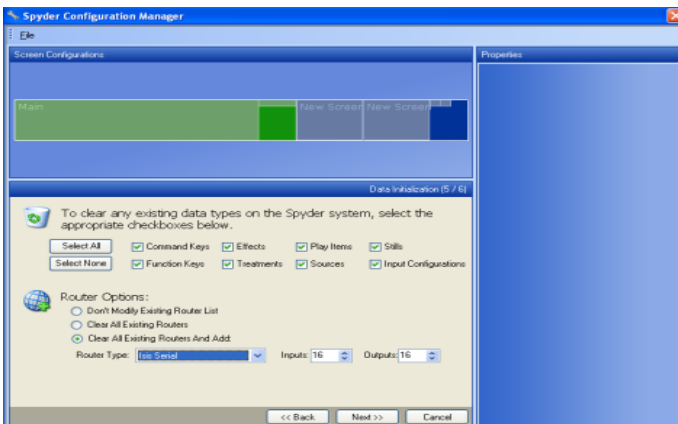 Spyder Configuration Manager
File
Screen Configurations
Properties
Main
New Screen
New Screen
Data Initialization (5 / 6)
To clear any existing data types on the Spyder system, select the
appropriate checkboxes below.
Select All
Command Keys
Effects
Play Items
Stills
Select None
Function Keys
Treatments
Sources
Input Configurations
Router Options:
Don't Modify Existing Router List
Clear All Existing Routers
Clear All Existing Routers And Add:
Router Type: Isis Serial Inputs: 16 Outputs: 16
<< Back
Next >>
Cancel